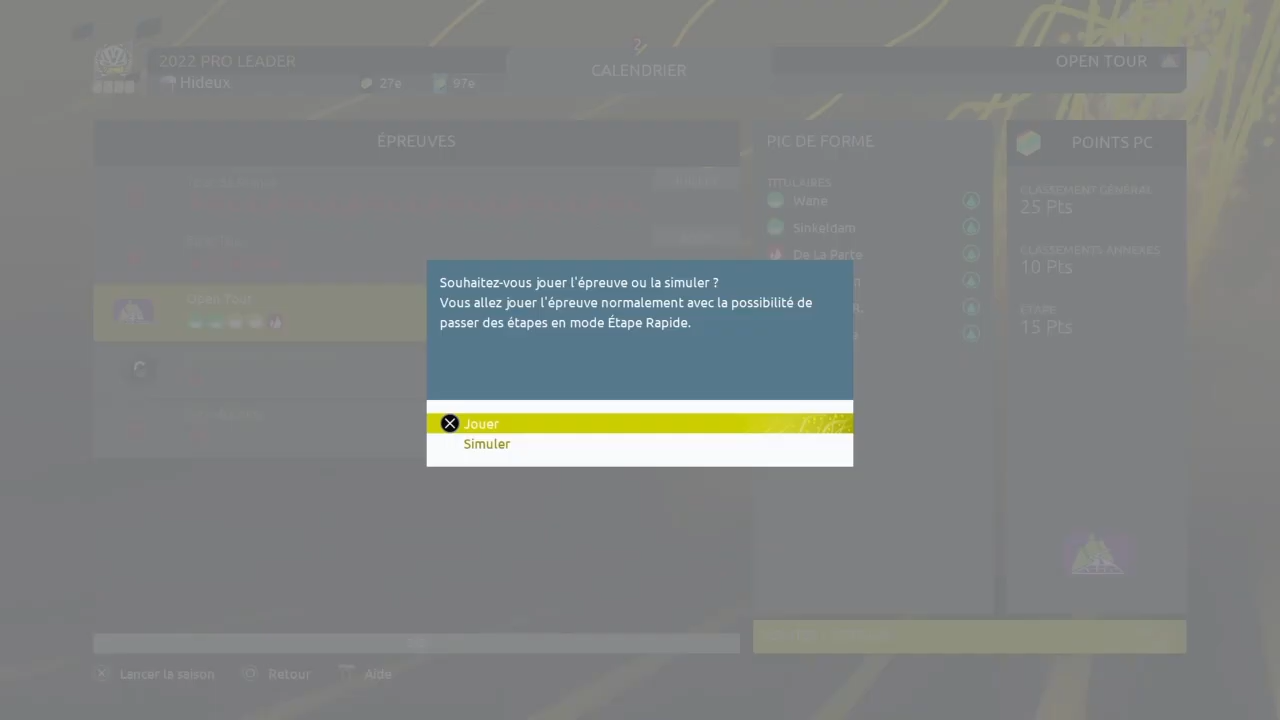 2022 PRO LEADER
Hideux
27e
97e
2
CALENDRIER
OPEN TOUR
ÉPREUVES
PIC DE FORME
POINTS PC
TITULAIRES
Wane
Sinkeldam
De La Parte
CLASSEMENT GÉNÉRAL
25 Pts
CLASSEMENTS ANNEXES
10 Pts
ÉTAPE
15 Pts
Open Tour
Souhaitez-vous jouer l'épreuve ou la simuler ?
Vous allez jouer l'épreuve normalement avec la possibilité de
passer des étapes en mode Étape Rapide.
Jouer
Simuler
Lancer la saison
Retour
Aide